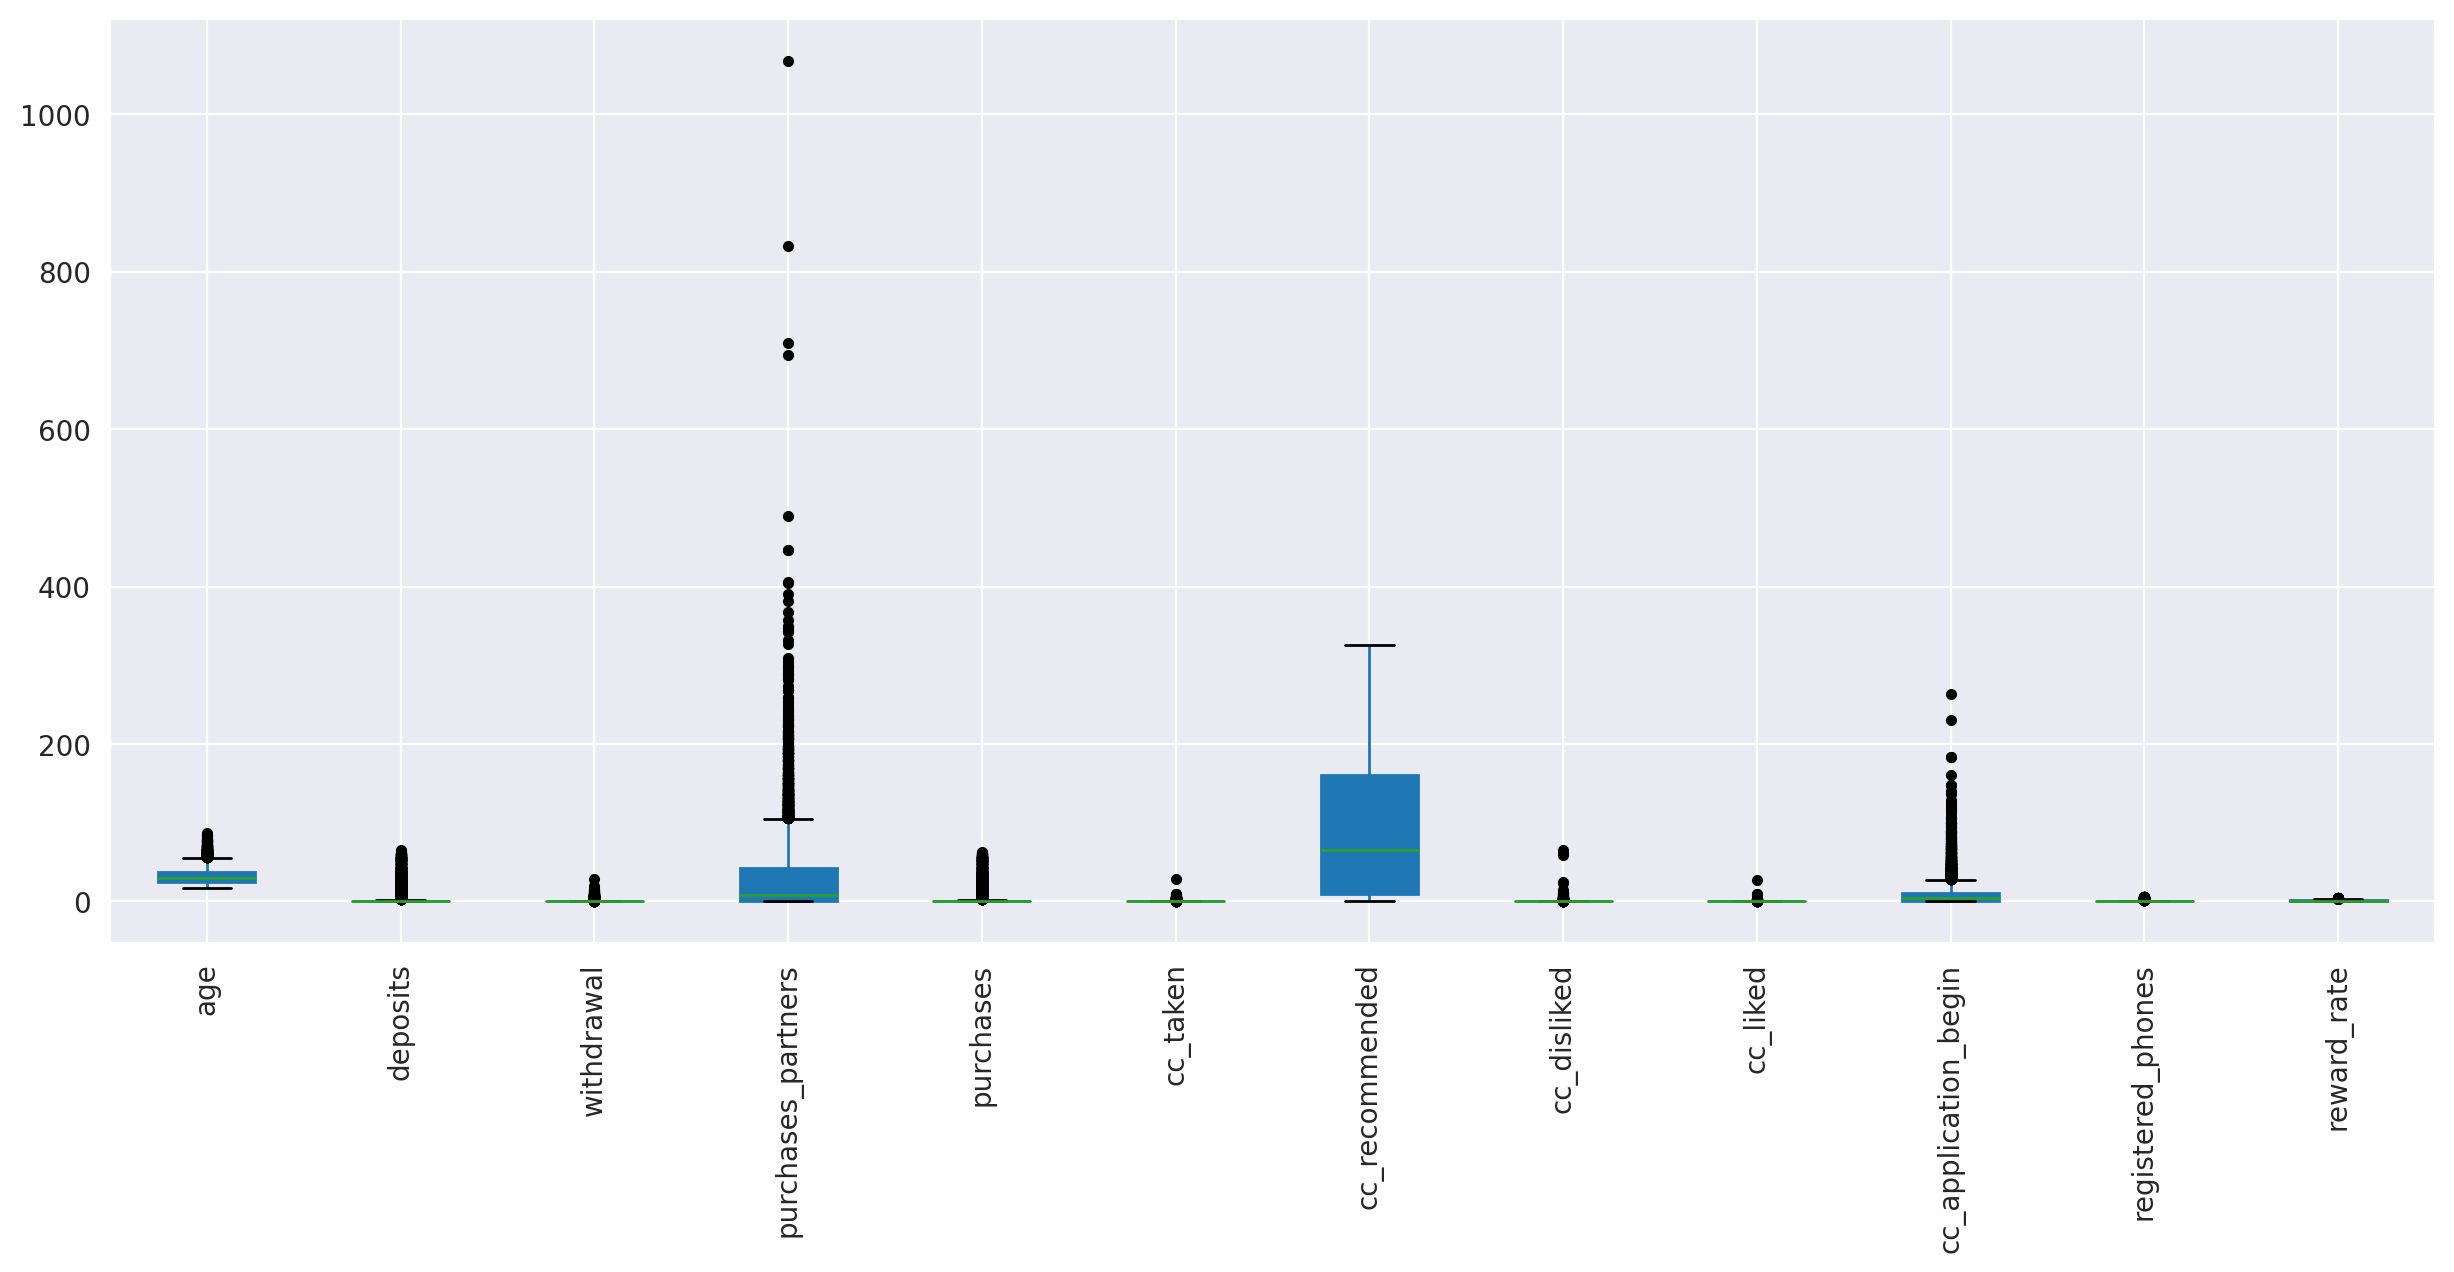 1000
800
600
400
200
0
age
deposits
withdrawal
purchases_partners
purchases
cc_taken
cc_recommended
cc_disliked
cc_liked
cc_application_begin
registered_phones
reward_rate